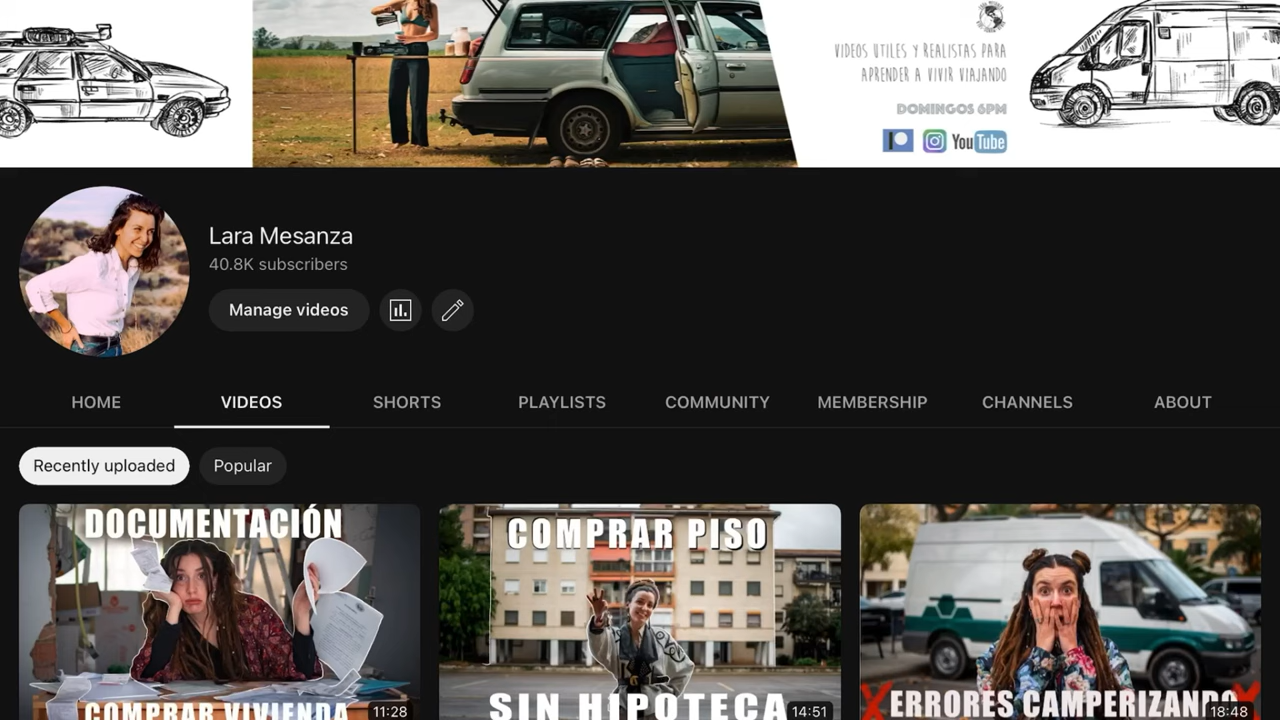 VIDEOS UTILES Y REALISTAS PARA
APRENDER A VIVIR VIAJANDO
DOMINGOS 6PM
YouTube
Lara Mesanza
40.8K subscribers
Manage videos
HOME VIDEOS SHORTS PLAYLISTS COMMUNITY MEMBERSHIP CHANNELS ABOUT
Recently uploaded Popular
DOCUMENTACIÓN
COMPRAR VIVIENDA
11:28
COMPRAR PISO
SIN HIPOTECA
14:51
ERRORES CAMPERIZANDO
18:48